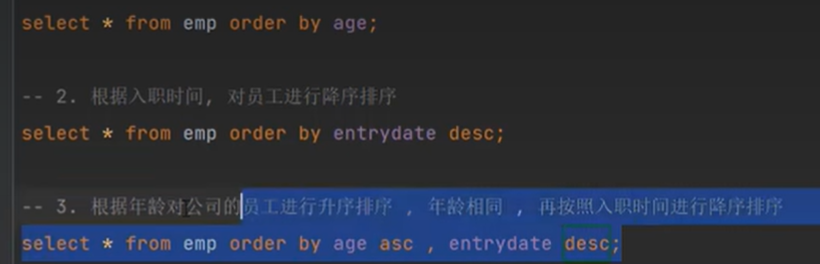 select * from emp order by age;
-- 2. 根据入职时间, 对员工进行降序排序
select * from emp order by entrydate desc;
-- 3. 根据年龄对公司的员工进行升序排序 , 年龄相同 , 再按照入职时间进行降序排序
select * from emp order by age asc , entrydate desc;